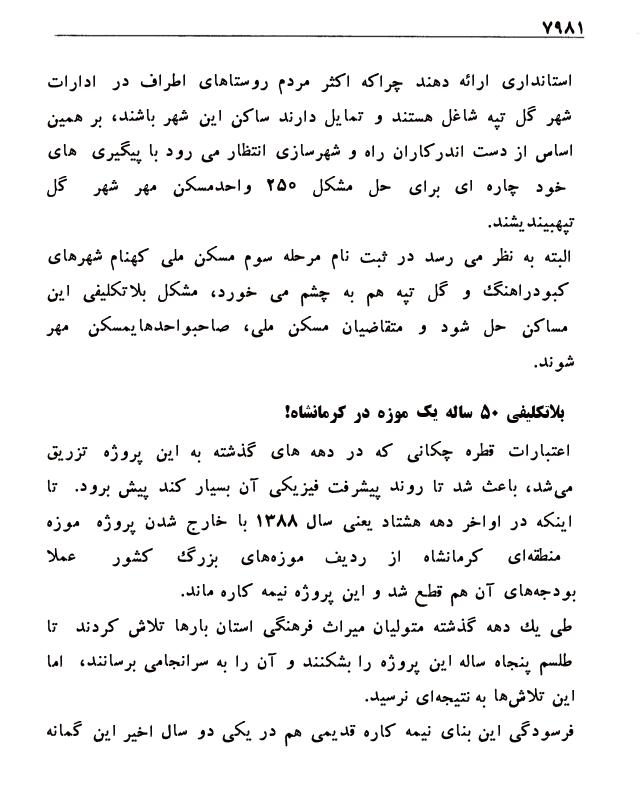 ۷۹۸۱
استانداری ارائه دهند چراکه اکثر مردم روستاهای اطراف در ادارات
شهر گل تپه شاغل هستند و تمایل دارند ساکن این شهر باشند، بر همین
اساس از دست اندرکاران راه و شهرسازی انتظار می رود با پیگیری های
خود چاره ای برای حل مشکل ۲۵۰ واحدمسکن مهر شهر گل
تپهبیندیشند.
البته به نظر می رسد در ثبت نام مرحله سوم مسکن ملی کهنام شهرهای
کبودراهنگ و گل تپه هم به چشم می خورد، مشکل بلاتکلیفی این
مساکن حل شود و متقاضیان مسکن ملی، صاحبواحدهایمسکن مهر
شوند.
بلاتکلیفی ۵۰ ساله یک موزه در کرمانشاه!
اعتبارات قطره چکانی که در دهه های گذشته به این پروژه تزریق
می‌شد، باعث شد تا روند پیشرفت فیزیکی آن بسیار کند پیش برود. تا
اینکه در اواخر دهه هشتاد یعنی سال ۱۳۸۸ با خارج شدن پروژه موزه
منطقه‌ای کرمانشاه از ردیف موزه‌های بزرگ کشور عملا
بودجه‌های آن هم قطع شد و این پروژه نیمه کاره ماند.
طی یك دهه گذشته متولیان میراث فرهنگی استان بارها تلاش کردند تا
طلسم پنجاه ساله این پروژه را بشکنند و آن را به سرانجامی برسانند، اما
این تلاش‌ها به نتیجه‌ای نرسید.
فرسودگی این بنای نیمه کاره قدیمی هم در یکی دو سال اخیر این گمانه